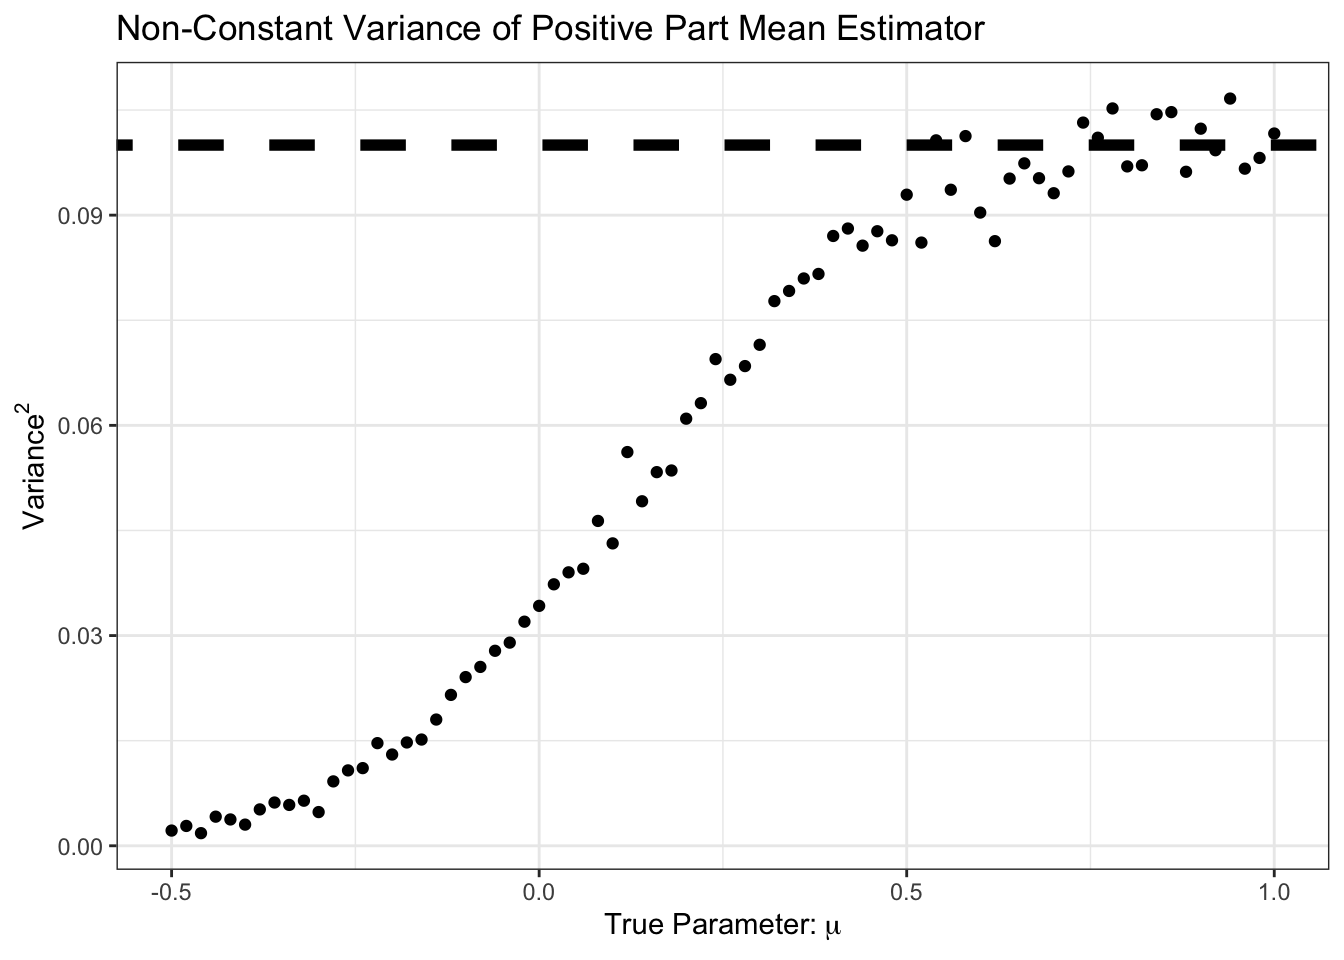 Non-Constant Variance of Positive Part Mean Estimator
Variance²
0.09
0.06
0.03
0.00
-0.5
0.0
0.5
1.0
True Parameter: μ